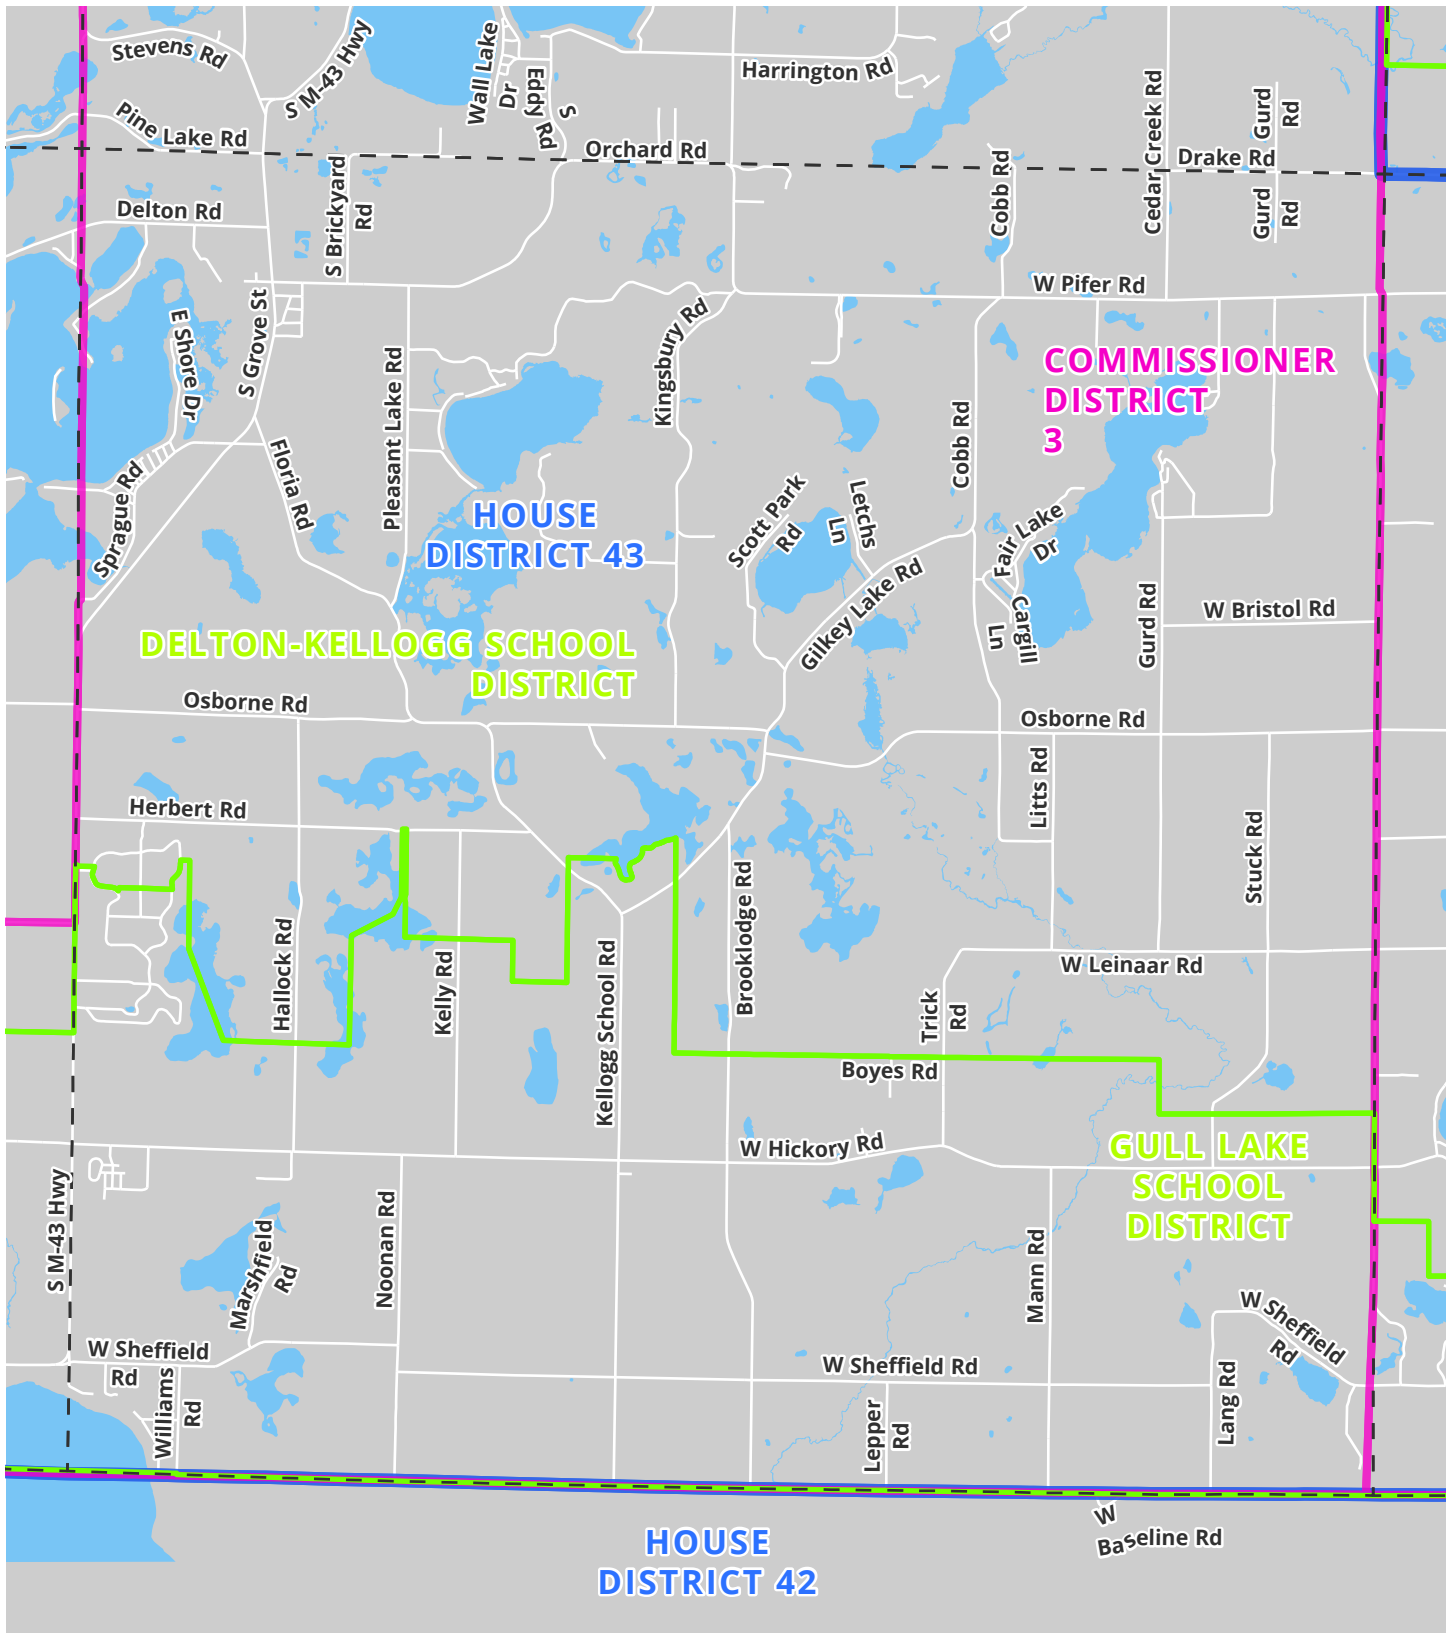 Stevens Rd
S M-43 Hwy
Wall Lake
Dr
Eddy Rd
S
Harrington Rd
Pine Lake Rd
Orchard Rd
Cedar Creek Rd
Gurd
Rd
Drake Rd
Delton Rd
S Brickyard
Rd
Cobb Rd
Gurd
Rd
W Pifer Rd
E Shore Dr
S Grove St
Kingsbury Rd
COMMISSIONER
DISTRICT
3
Pleasant Lake Rd
Cobb Rd
Floria Rd
Sprague Rd
HOUSE
DISTRICT 43
Scott Park
Rd
Letchs
Ln
Fair Lake
Dr
Gilkey Lake Rd
Cargill
Ln
Gurd Rd
W Bristol Rd
DELTON-KELLOGG SCHOOL
DISTRICT
Osborne Rd
Osborne Rd
Litts Rd
Herbert Rd
Stuck Rd
Brooklodge Rd
Hallock Rd
Kelly Rd
Kellogg School Rd
W Leinaar Rd
Trick
Rd
Boyes Rd
W Hickory Rd
GULL LAKE
SCHOOL
DISTRICT
S M-43 Hwy
Marshfield
Rd
Noonan Rd
Mann Rd
W Sheffield
Rd
W Sheffield
Rd
W Sheffield Rd
Williams
Rd
Lepper
Rd
Lang Rd
W
Baseline Rd
HOUSE
DISTRICT 42